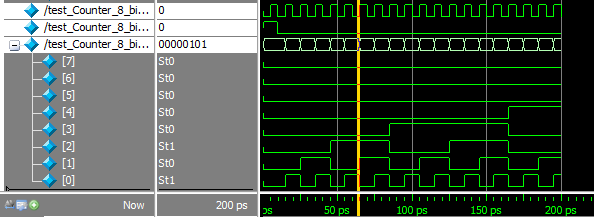 /test_Counter_8_bi... 0
/test_Counter_8_bi... 0
/test_Counter_8_bi... 00000101
[7] St0
[6] St0
[5] St0
[4] St0
[3] St0
[2] St1
[1] St0
[0] St1
Now 200 ps
ps 50 ps 100 ps 150 ps 200 ps